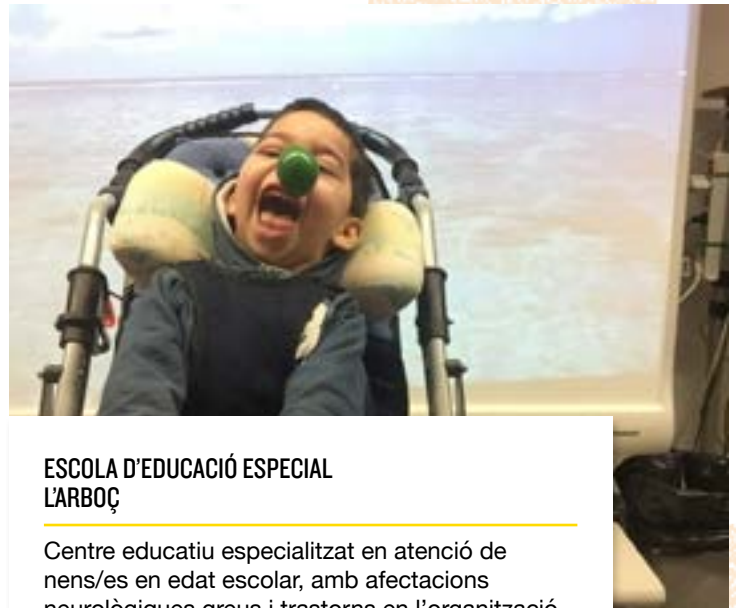 ESCOLA D'EDUCACIÓ ESPECIAL
L'ARBOÇ
Centre educatiu especialitzat en atenció de
nens/es en edat escolar, amb afectacions
neurològiques greus i trastorns en l'organització